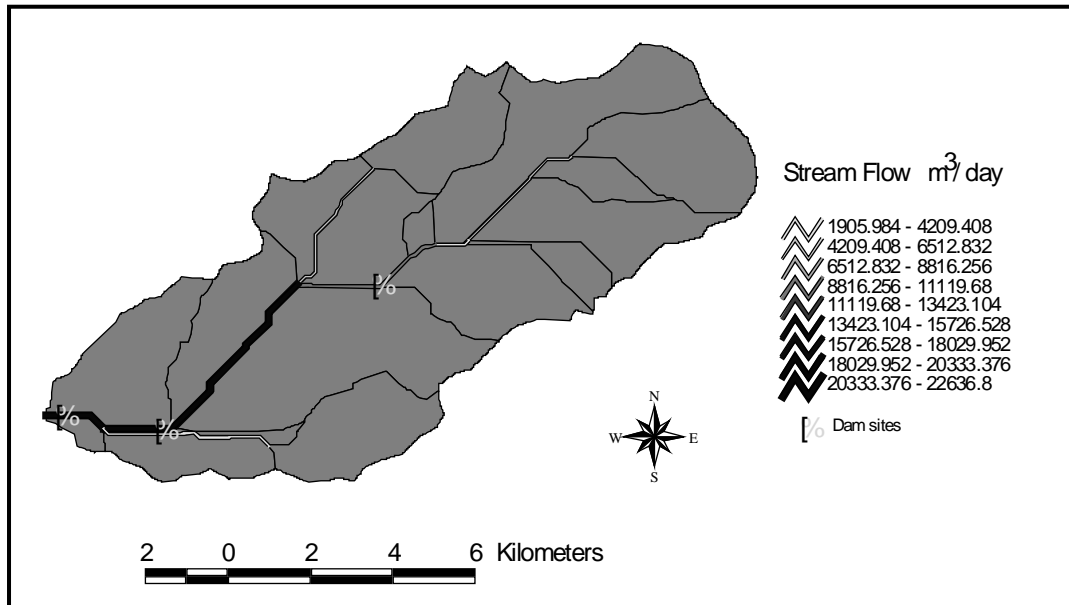 Stream Flow m3/ day
1905.984 - 4209.408
4209.408 - 6512.832
6512.832 - 8816.256
8816.256 - 11119.68
11119.68 - 13423.104
13423.104 - 15726.528
15726.528 - 18029.952
18029.952 - 20333.376
20333.376 - 22636.8
[% Dam sites
[%
[%
[%
N
W E
S
2 0 2 4 6 Kilometers